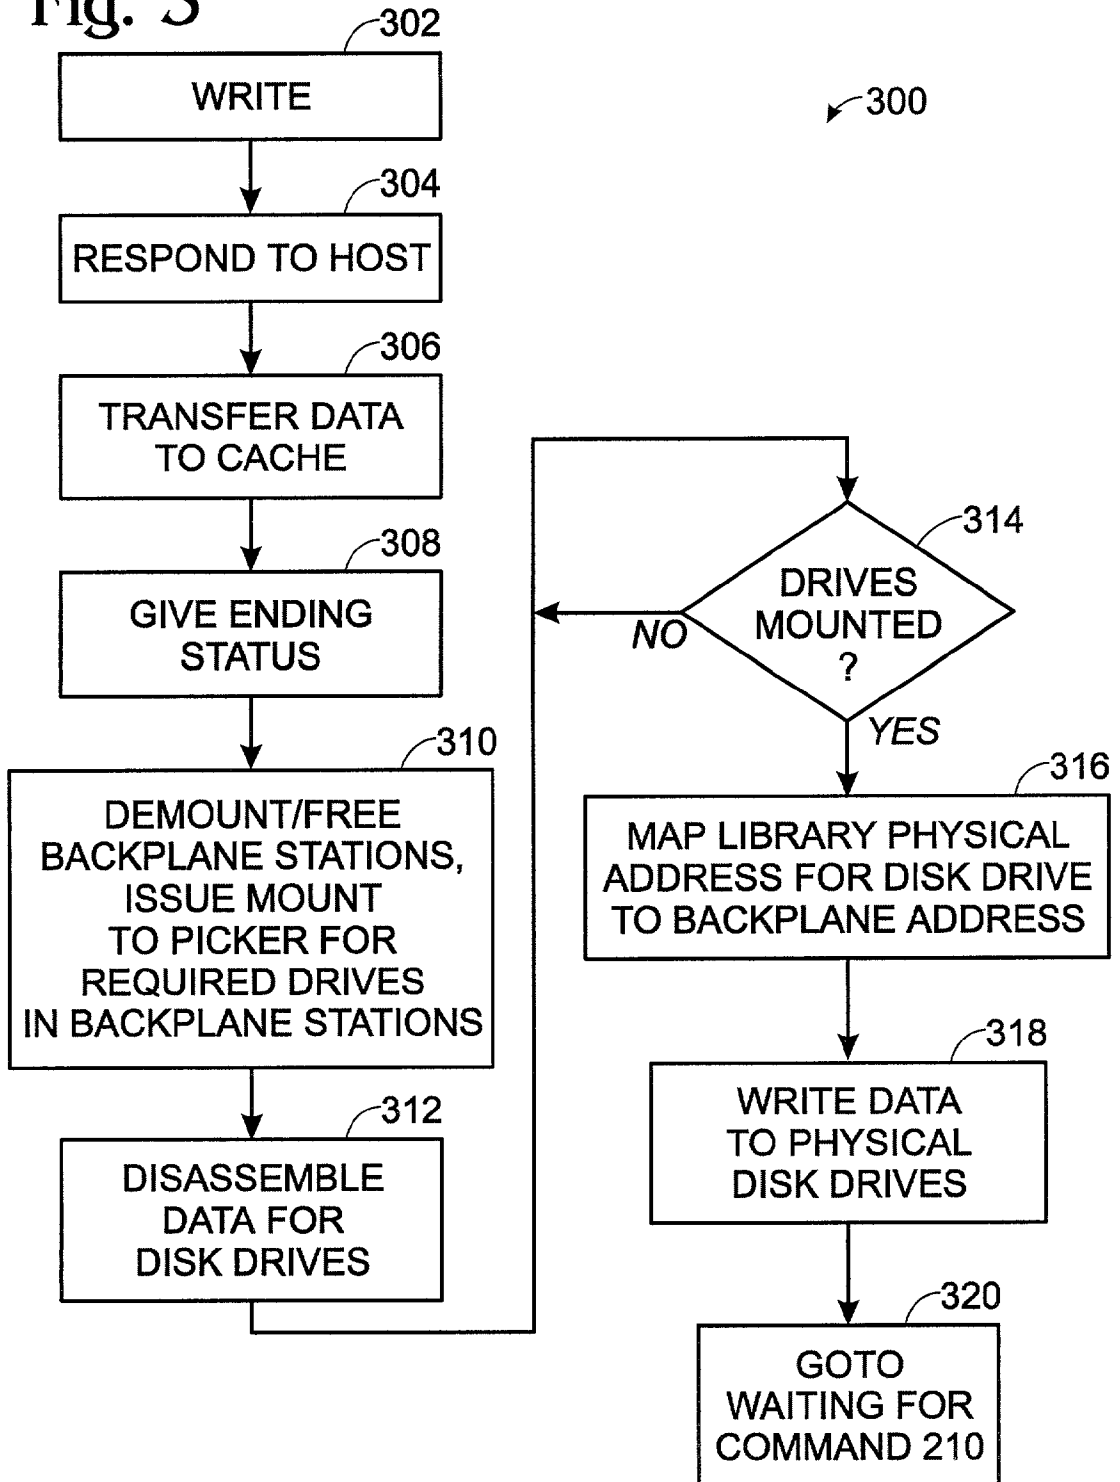 Fig. 3
302
WRITE
300
304
RESPOND TO HOST
306
TRANSFER DATA
TO CACHE
308
GIVE ENDING
STATUS
310
DEMOUNT/FREE
BACKPLANE STATIONS,
ISSUE MOUNT
TO PICKER FOR
REQUIRED DRIVES
IN BACKPLANE STATIONS
312
DISASSEMBLE
DATA FOR
DISK DRIVES
314
DRIVES
MOUNTED
?
NO
YES
316
MAP LIBRARY PHYSICAL
ADDRESS FOR DISK DRIVE
TO BACKPLANE ADDRESS
318
WRITE DATA
TO PHYSICAL
DISK DRIVES
320
GOTO
WAITING FOR
COMMAND 210